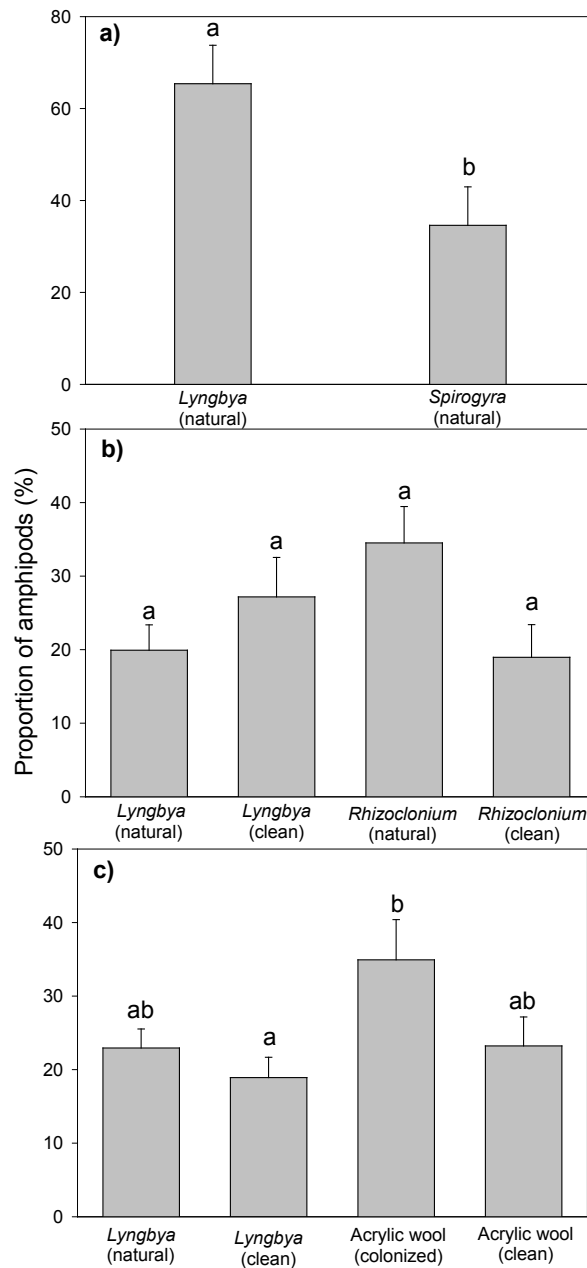 a)
80
60
40
20
0
a
b
Lyngbya
(natural)
Spirogyra
(natural)
Proportion of amphipods (%)
b)
50
40
30
20
10
0
a
a
a
a
Lyngbya
(natural)
Lyngbya
(clean)
Rhizoclonium
(natural)
Rhizoclonium
(clean)
c)
50
40
30
20
10
0
ab
a
b
ab
Lyngbya
(natural)
Lyngbya
(clean)
Acrylic wool
(colonized)
Acrylic wool
(clean)